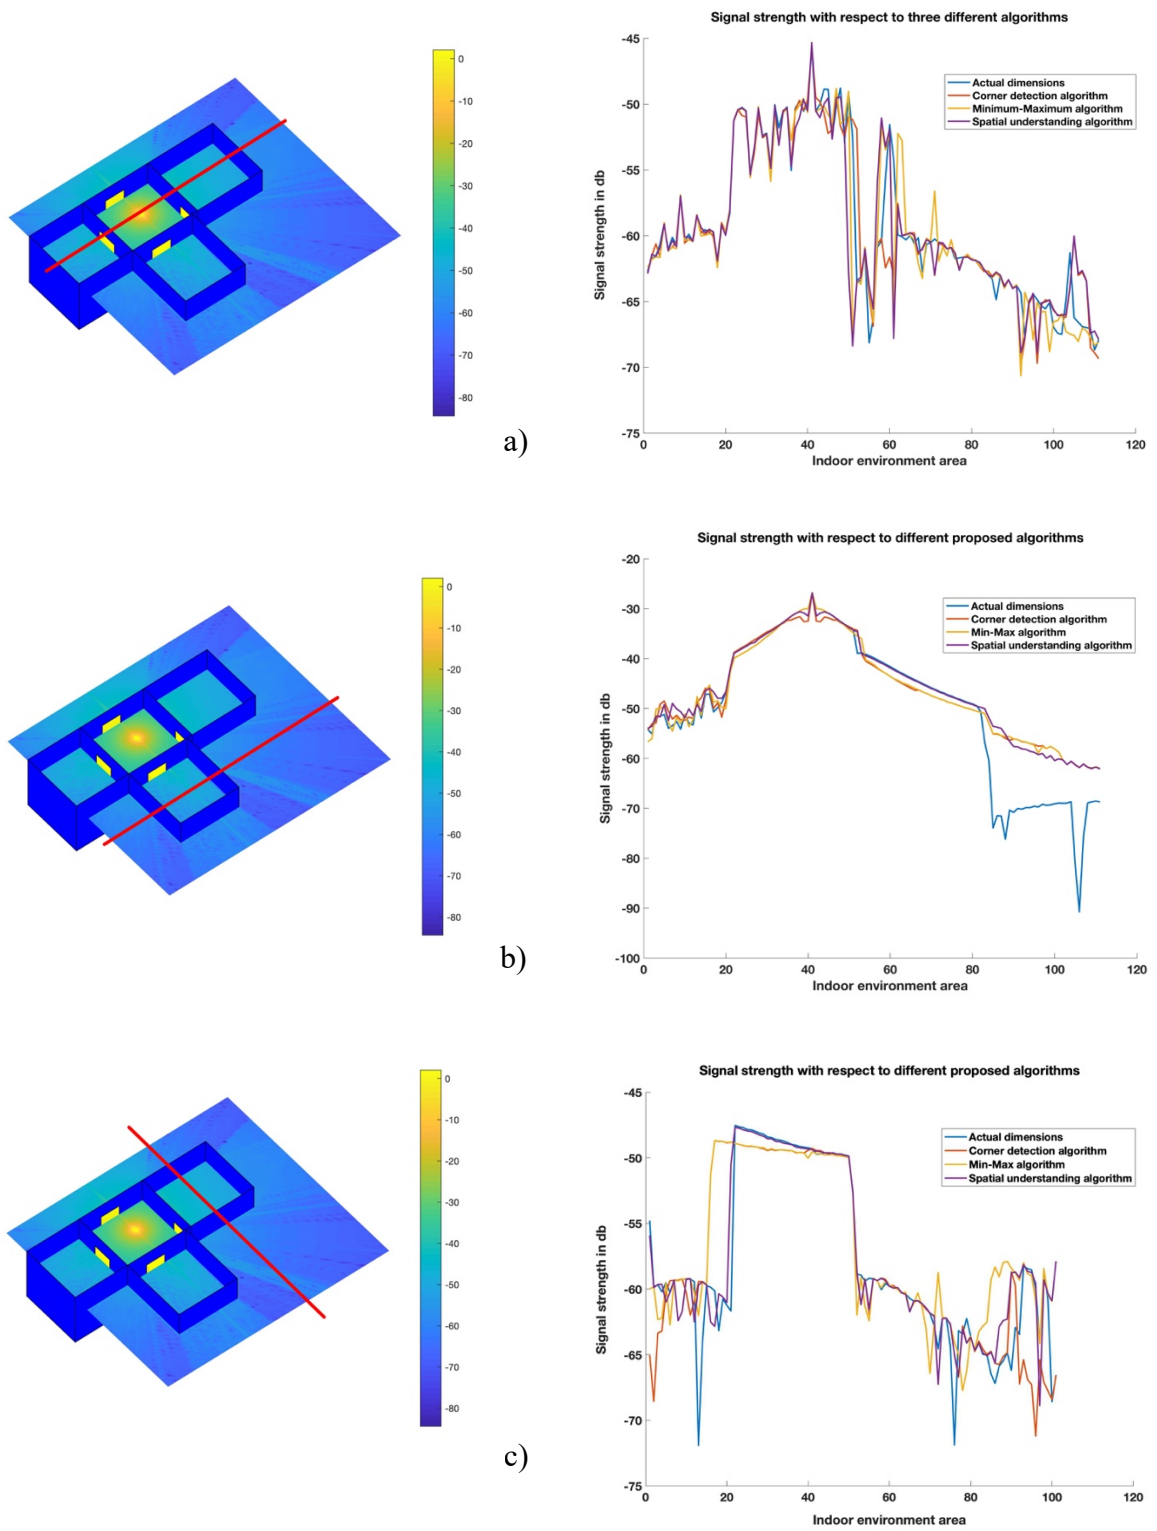 Signal strength with respect to three different algorithms
0
-10
-20
-30
-40
-50
-60
-70
-80
a)
-45
-50
-55
-60
-65
-70
-75
Signal strength in db
Actual dimensions
Corner detection algorithm
Minimum-Maximum algorithm
Spatial understanding algorithm
0 20 40 60 80 100 120
Indoor environment area
Signal strength with respect to different proposed algorithms
0
-10
-20
-30
-40
-50
-60
-70
-80
b)
-20
-30
-40
-50
-60
-70
-80
-90
-100
Signal strength in db
Actual dimensions
Corner detection algorithm
Min-Max algorithm
Spatial understanding algorithm
0 20 40 60 80 100 120
Indoor environment area
Signal strength with respect to different proposed algorithms
0
-10
-20
-30
-40
-50
-60
-70
-80
c)
-45
-50
-55
-60
-65
-70
-75
Signal strength in db
Actual dimensions
Corner detection algorithm
Min-Max algorithm
Spatial understanding algorithm
0 20 40 60 80 100 120
Indoor environment area